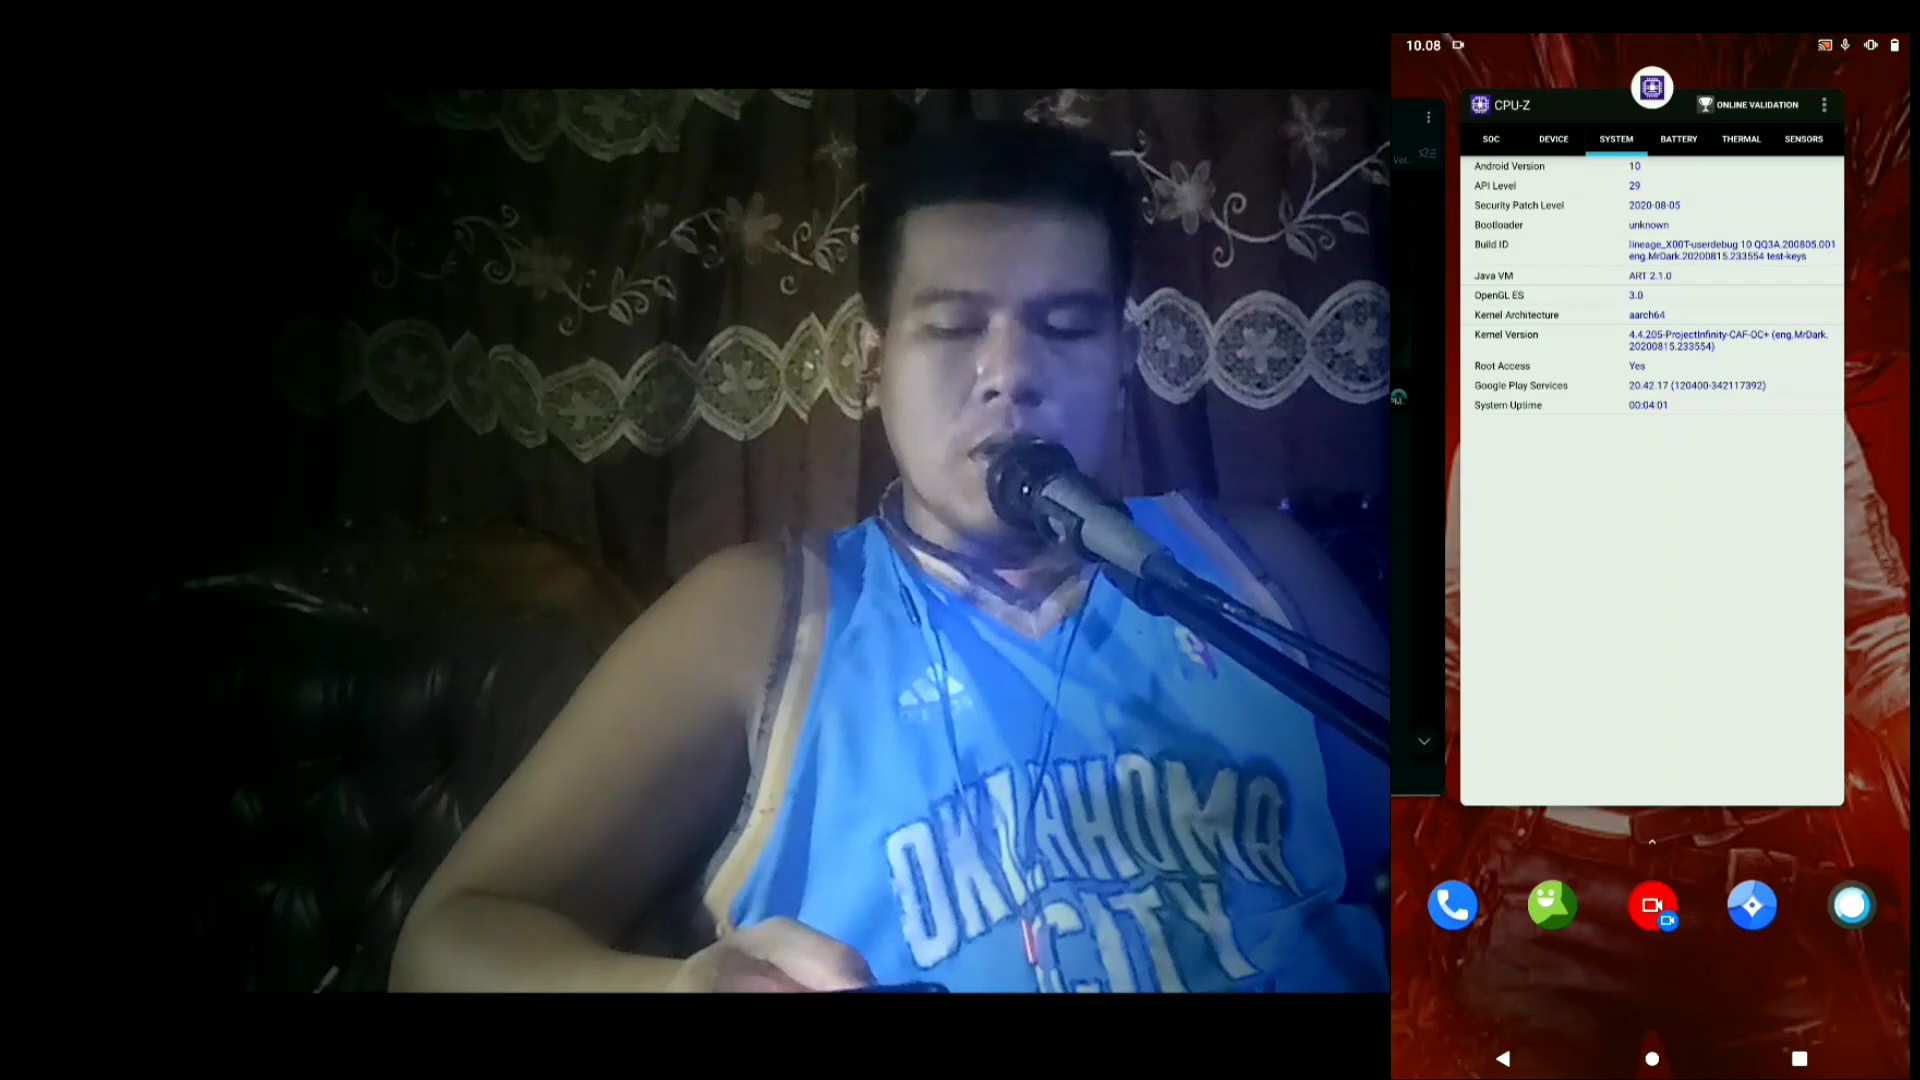 10.08
CPU-Z
ONLINE VALIDATION
SOC
DEVICE
SYSTEM
BATTERY
THERMAL
SENSORS
Android Version 10
API Level 29
Security Patch Level 2020-08-05
Bootloader unknown
Build ID lineage_X00T-userdebug 10 QQ3A.200805.001
eng.MrDark.20200815.233554 test-keys
Java VM ART 2.1.0
OpenGL ES 3.0
Kernel Architecture aarch64
Kernel Version 4.4.205-ProjectInfinity-CAF-OC+ (eng.MrDark.
20200815.233554)
Root Access Yes
Google Play Services 20.42.17 (120400-342117392)
System Uptime 00:04:01
Ver...
OKLAHOMA
CITY